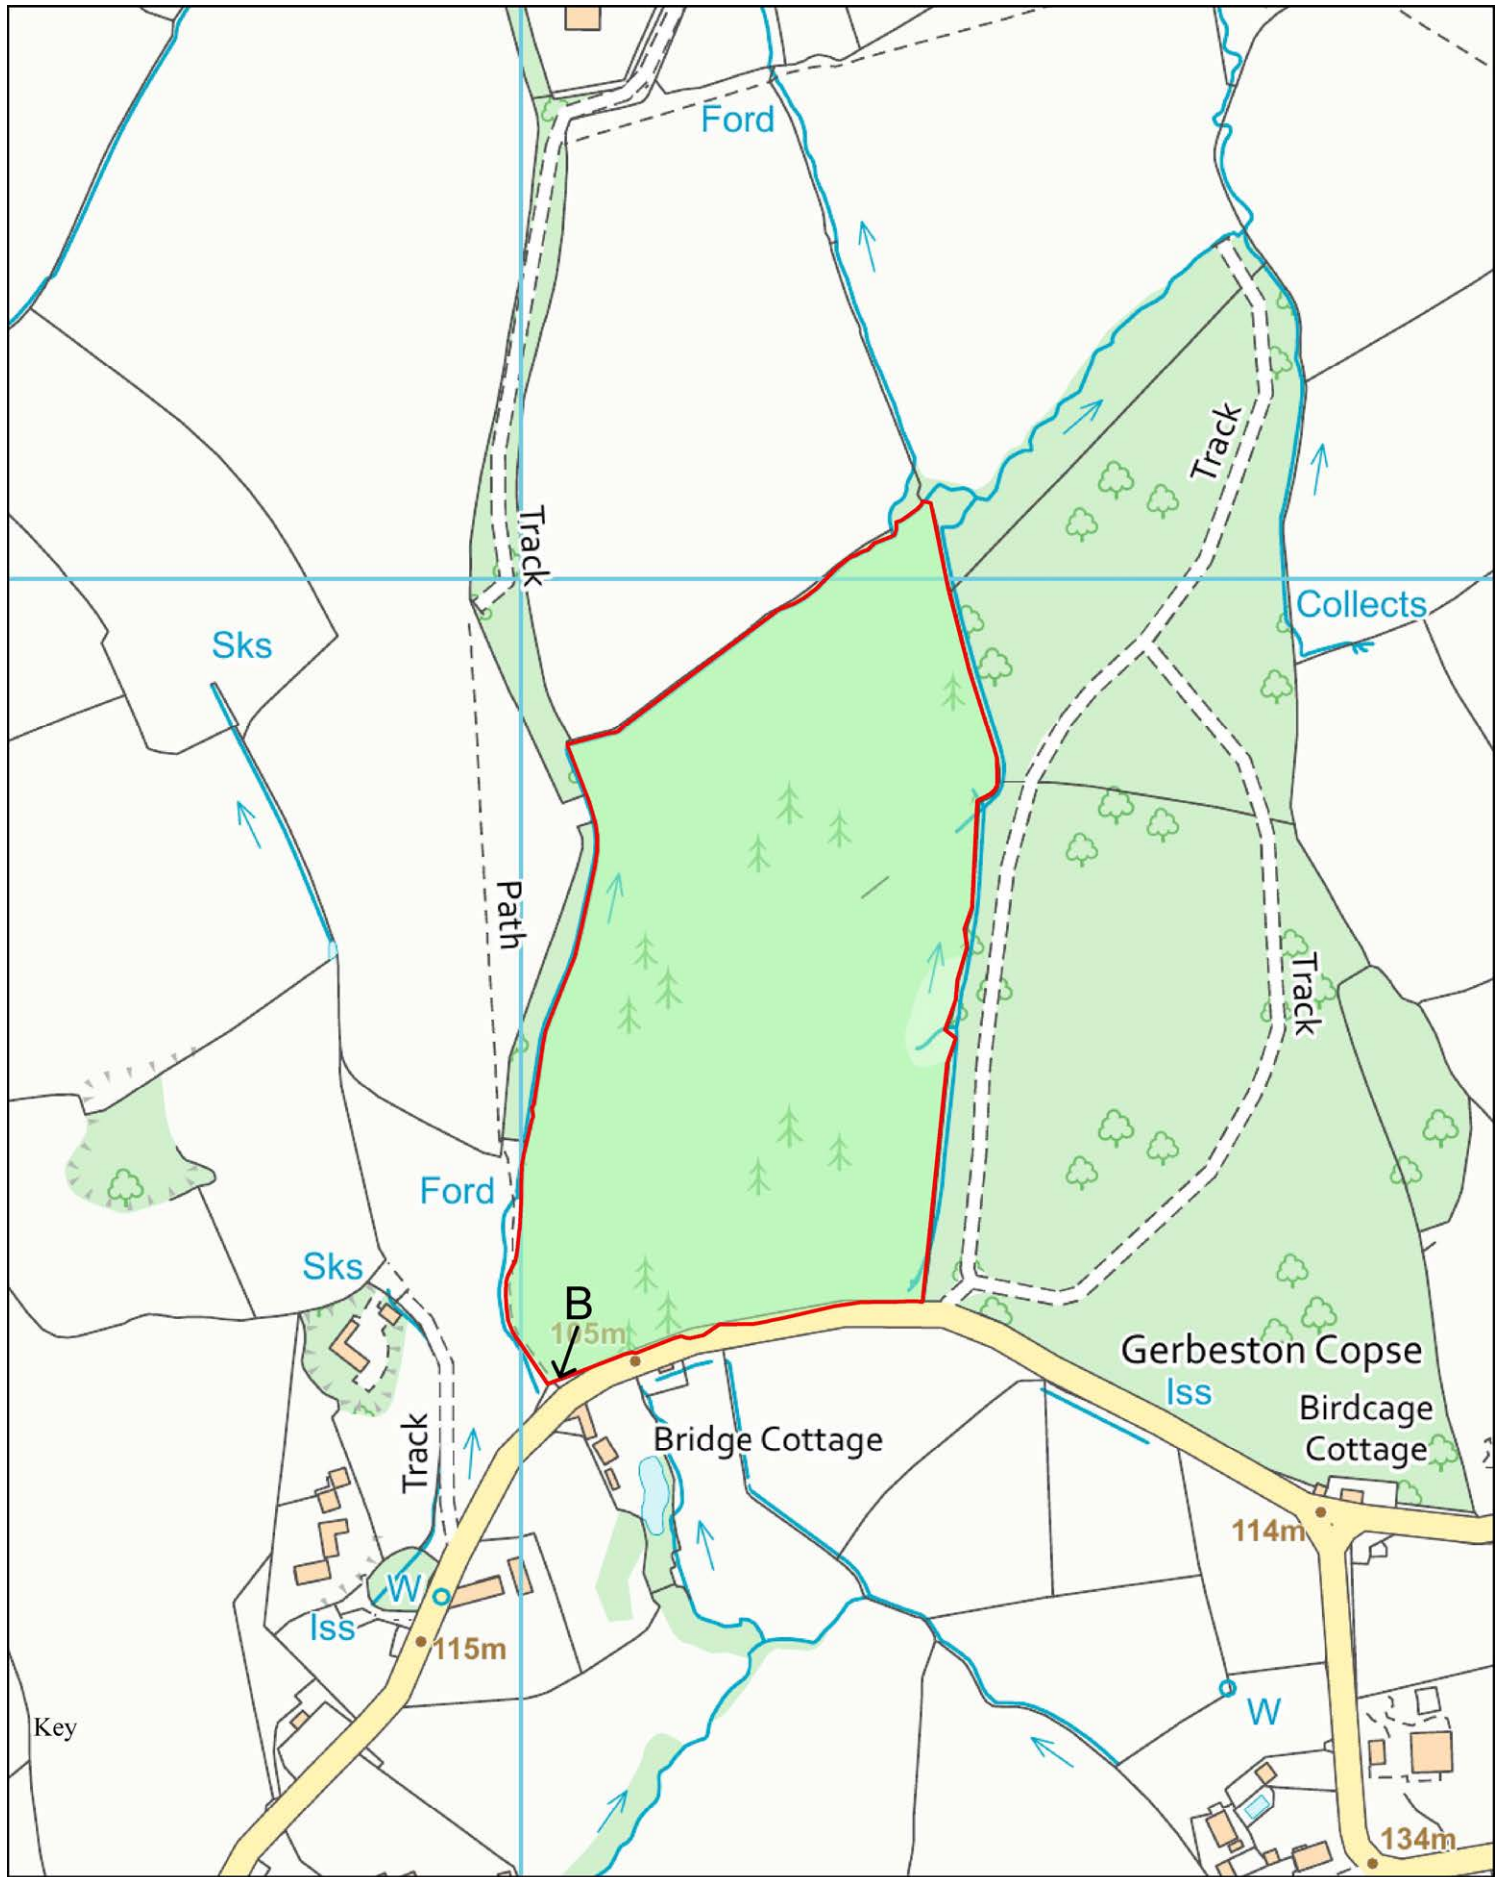 Ford
Track
Track
Collects
Sks
Path
Track
Ford
Sks
B
105m
Gerbeston Copse
Iss
Birdcage
Cottage
Track
Bridge Cottage
114m
W
Iss
115m
W
Key
134m